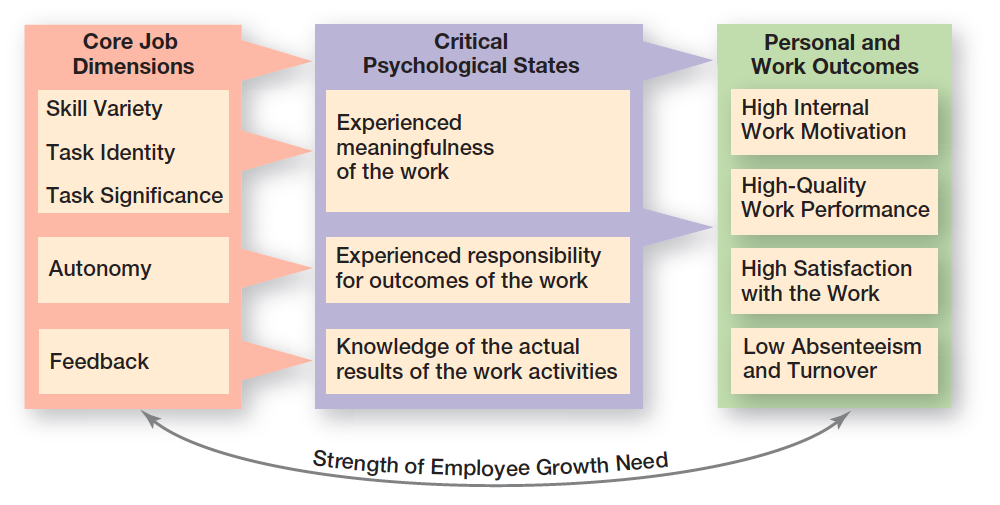 Core Job
Dimensions
Skill Variety
Task Identity
Task Significance
Autonomy
Feedback
Critical
Psychological States
Experienced
meaningfulness
of the work
Experienced responsibility
for outcomes of the work
Knowledge of the actual
results of the work activities
Personal and
Work Outcomes
High Internal
Work Motivation
High-Quality
Work Performance
High Satisfaction
with the Work
Low Absenteeism
and Turnover
Strength of Employee Growth Need